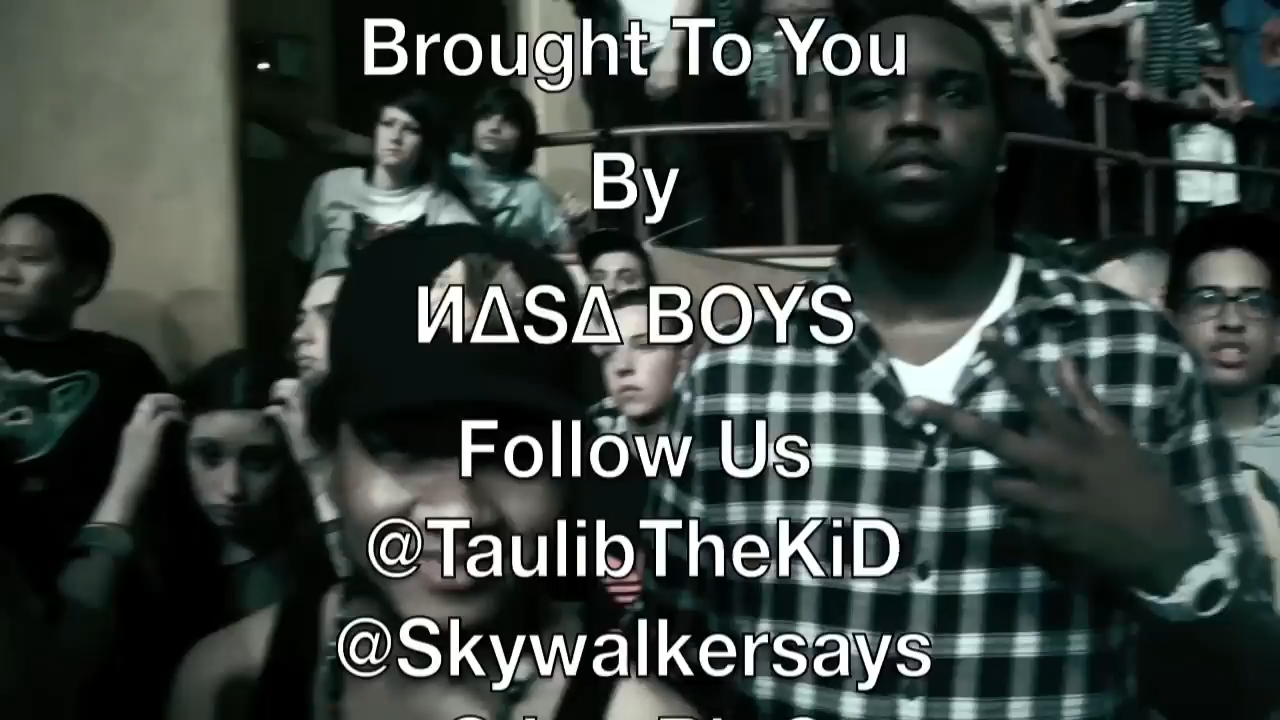 Brought To You
By
ИΔSΔ BOYS
Follow Us
@TaulibTheKiD
@Skywalkersays